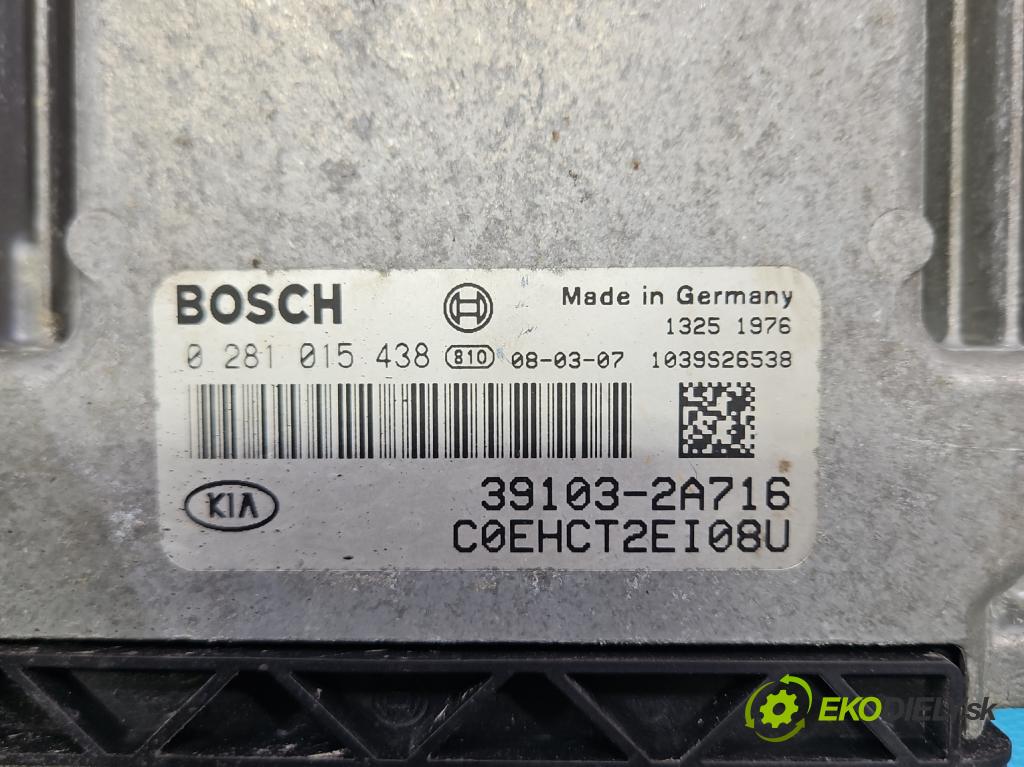 BOSCH
Made in Germany
1325 1976
0 281 015 438 810 08-03-07 1039S26538
KIA
39103-2A716
C0EHCT2EI08U
EKODIELY.sk